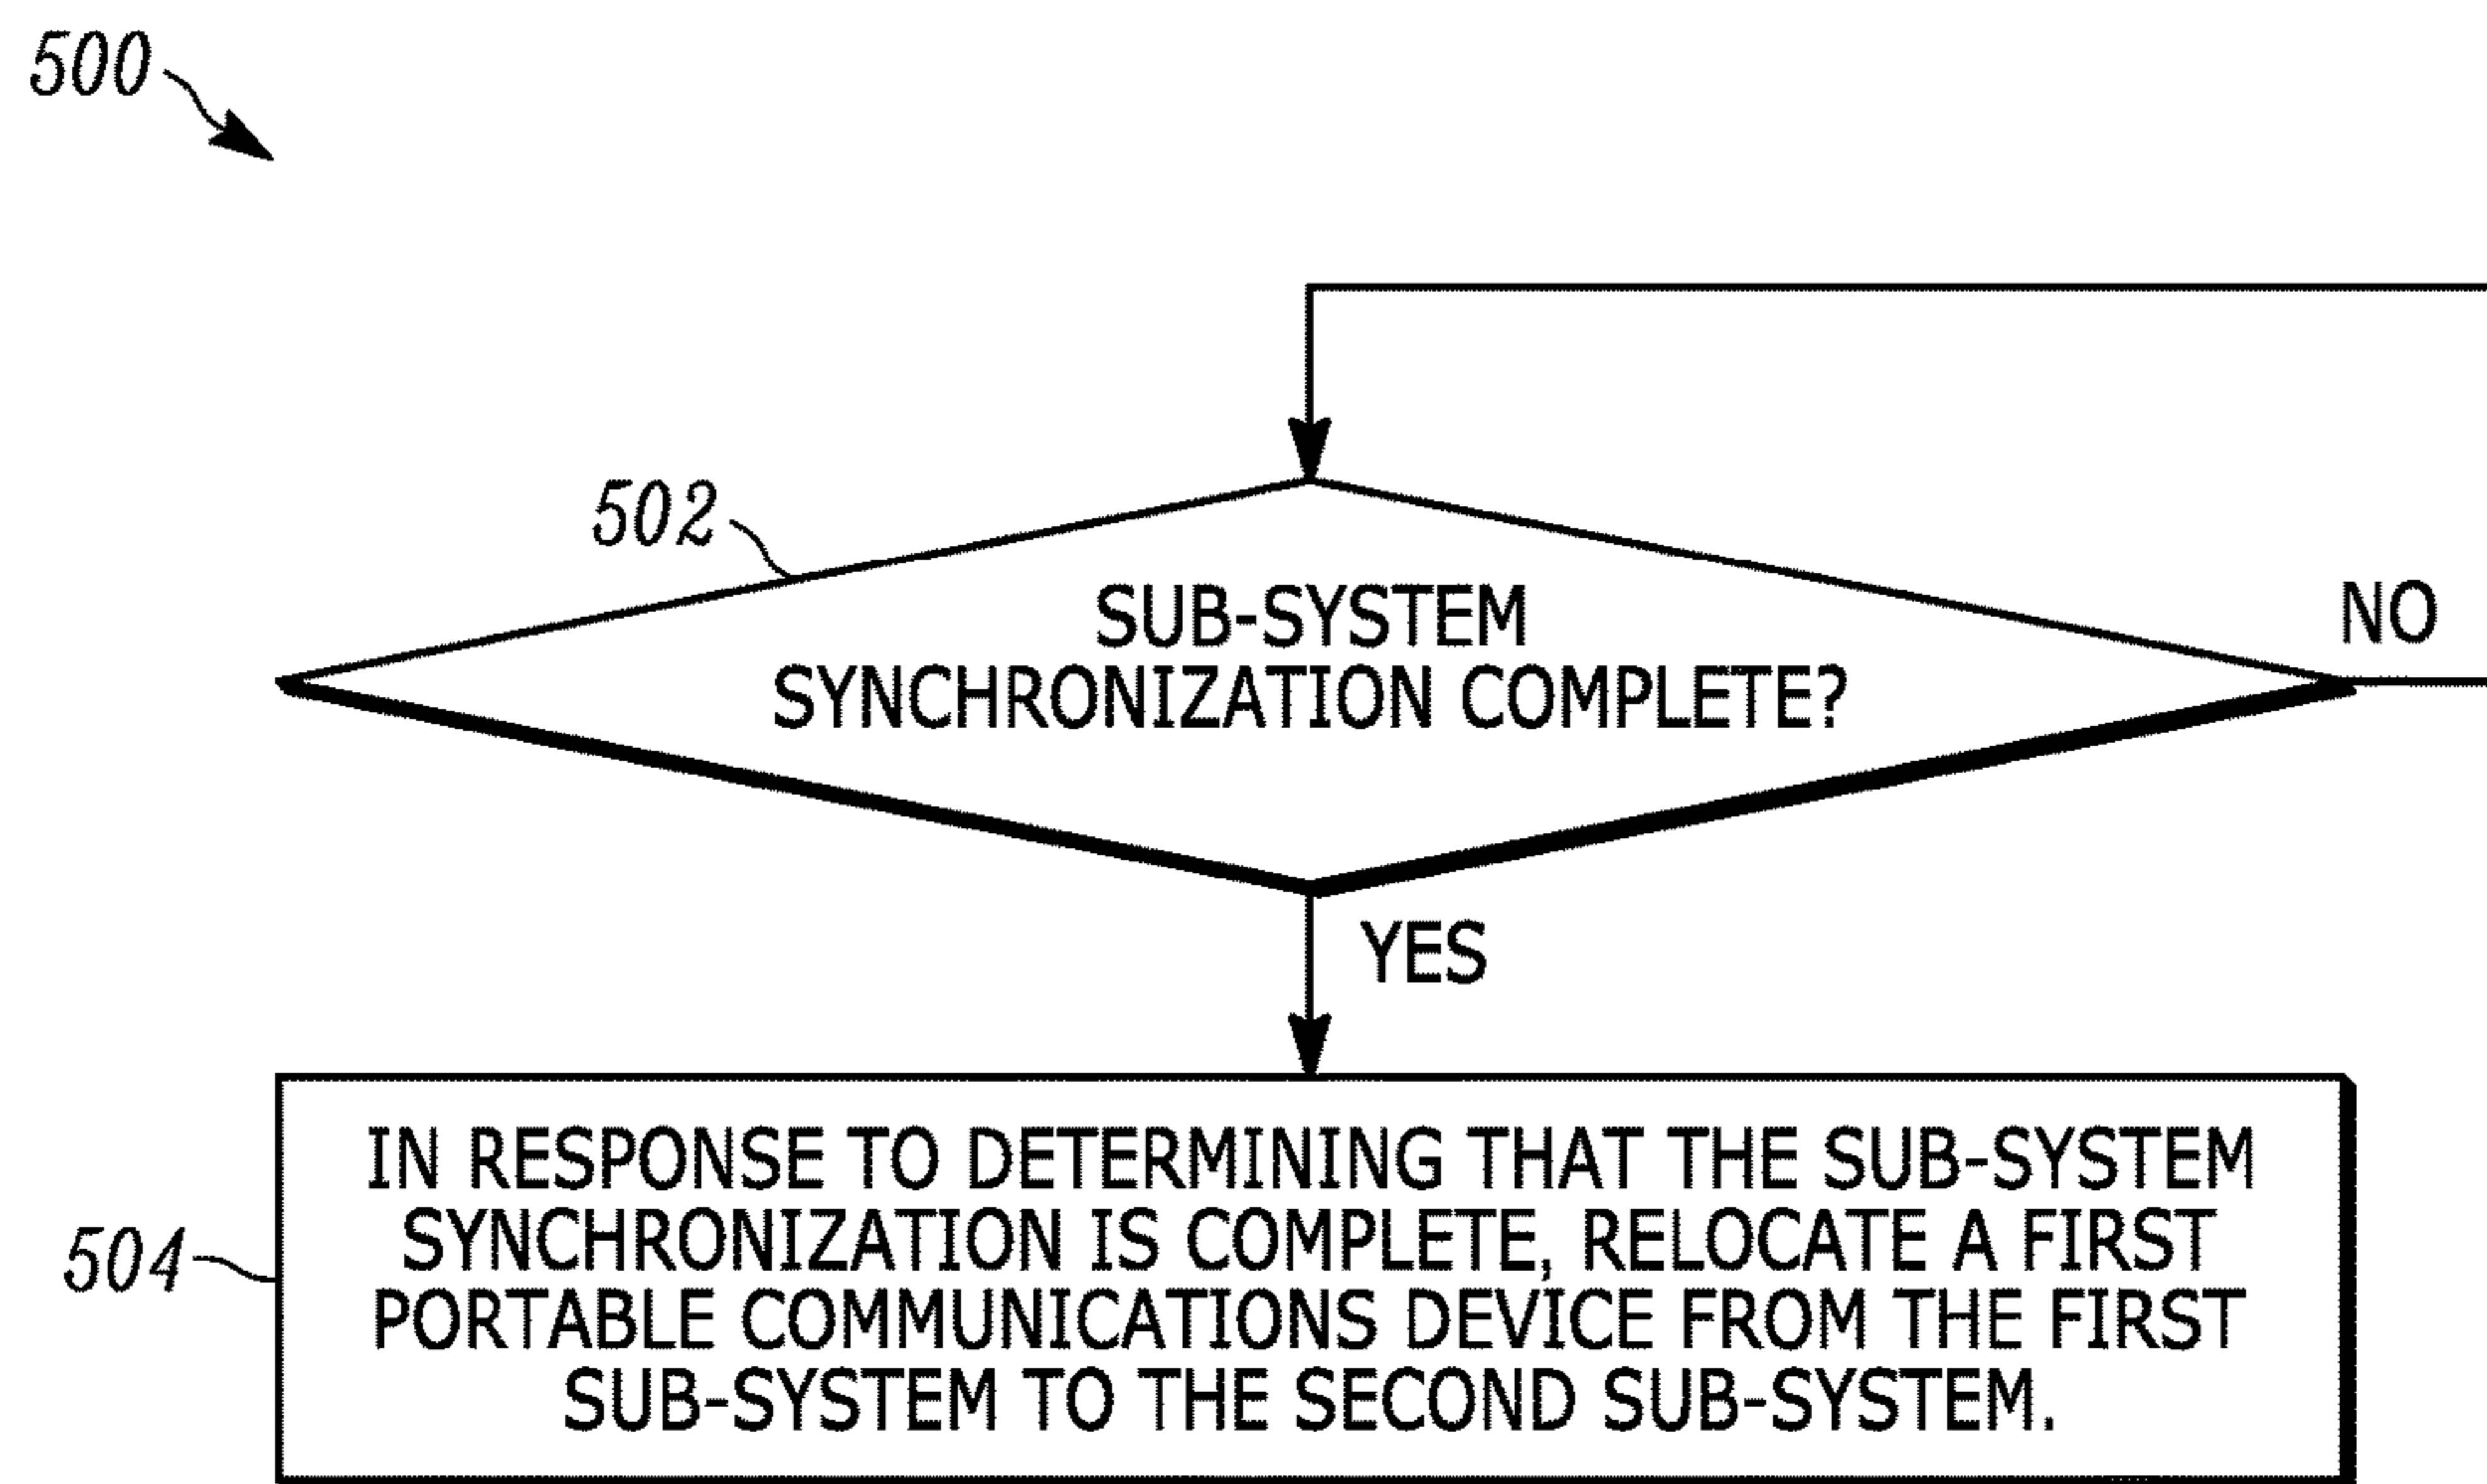 500
502
SUB-SYSTEM
SYNCHRONIZATION COMPLETE?
NO
YES
504
IN RESPONSE TO DETERMINING THAT THE SUB-SYSTEM
SYNCHRONIZATION IS COMPLETE, RELOCATE A FIRST
PORTABLE COMMUNICATIONS DEVICE FROM THE FIRST
SUB-SYSTEM TO THE SECOND SUB-SYSTEM.